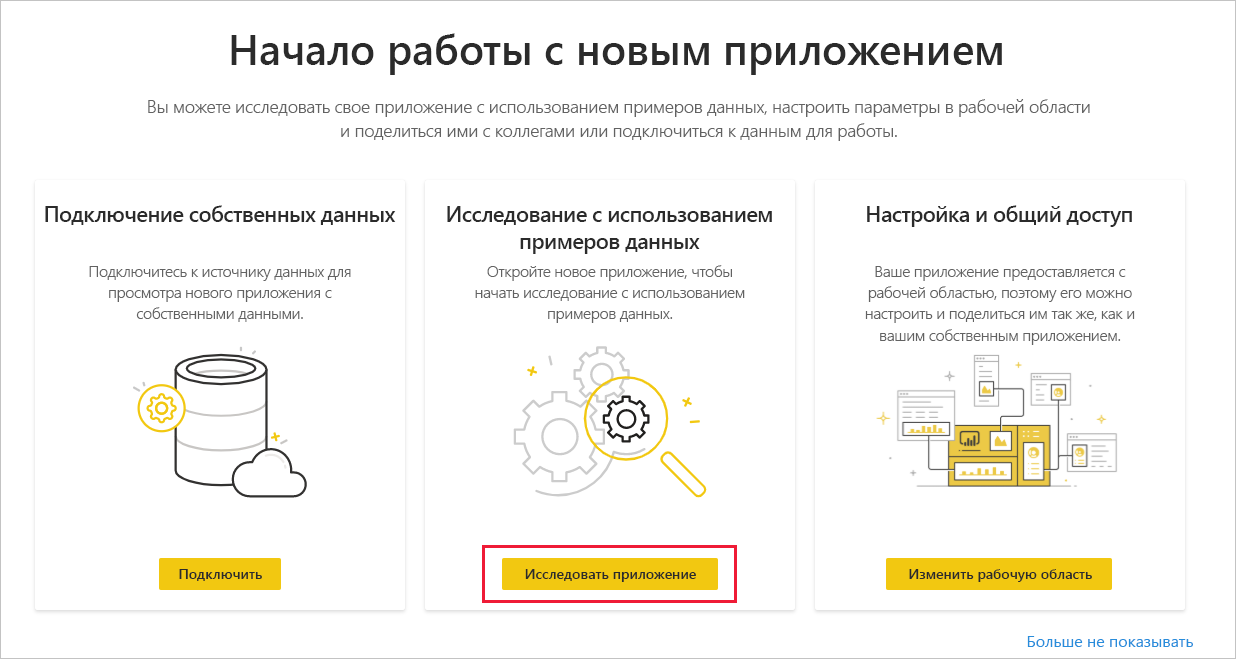 Начало работы с новым приложением
Вы можете исследовать свое приложение с использованием примеров данных, настроить параметры в рабочей области
и поделиться ими с коллегами или подключиться к данным для работы.
Подключение собственных данных
Подключитесь к источнику данных для
просмотра нового приложения с
собственными данными.
Подключить
Исследование с использованием
примеров данных
Откройте новое приложение, чтобы
начать исследование с использованием
примеров данных.
Исследовать приложение
Настройка и общий доступ
Ваше приложение предоставляется с
рабочей областью, поэтому его можно
настроить и поделиться им так же, как и
вашим собственным приложением.
Изменить рабочую область
Больше не показывать